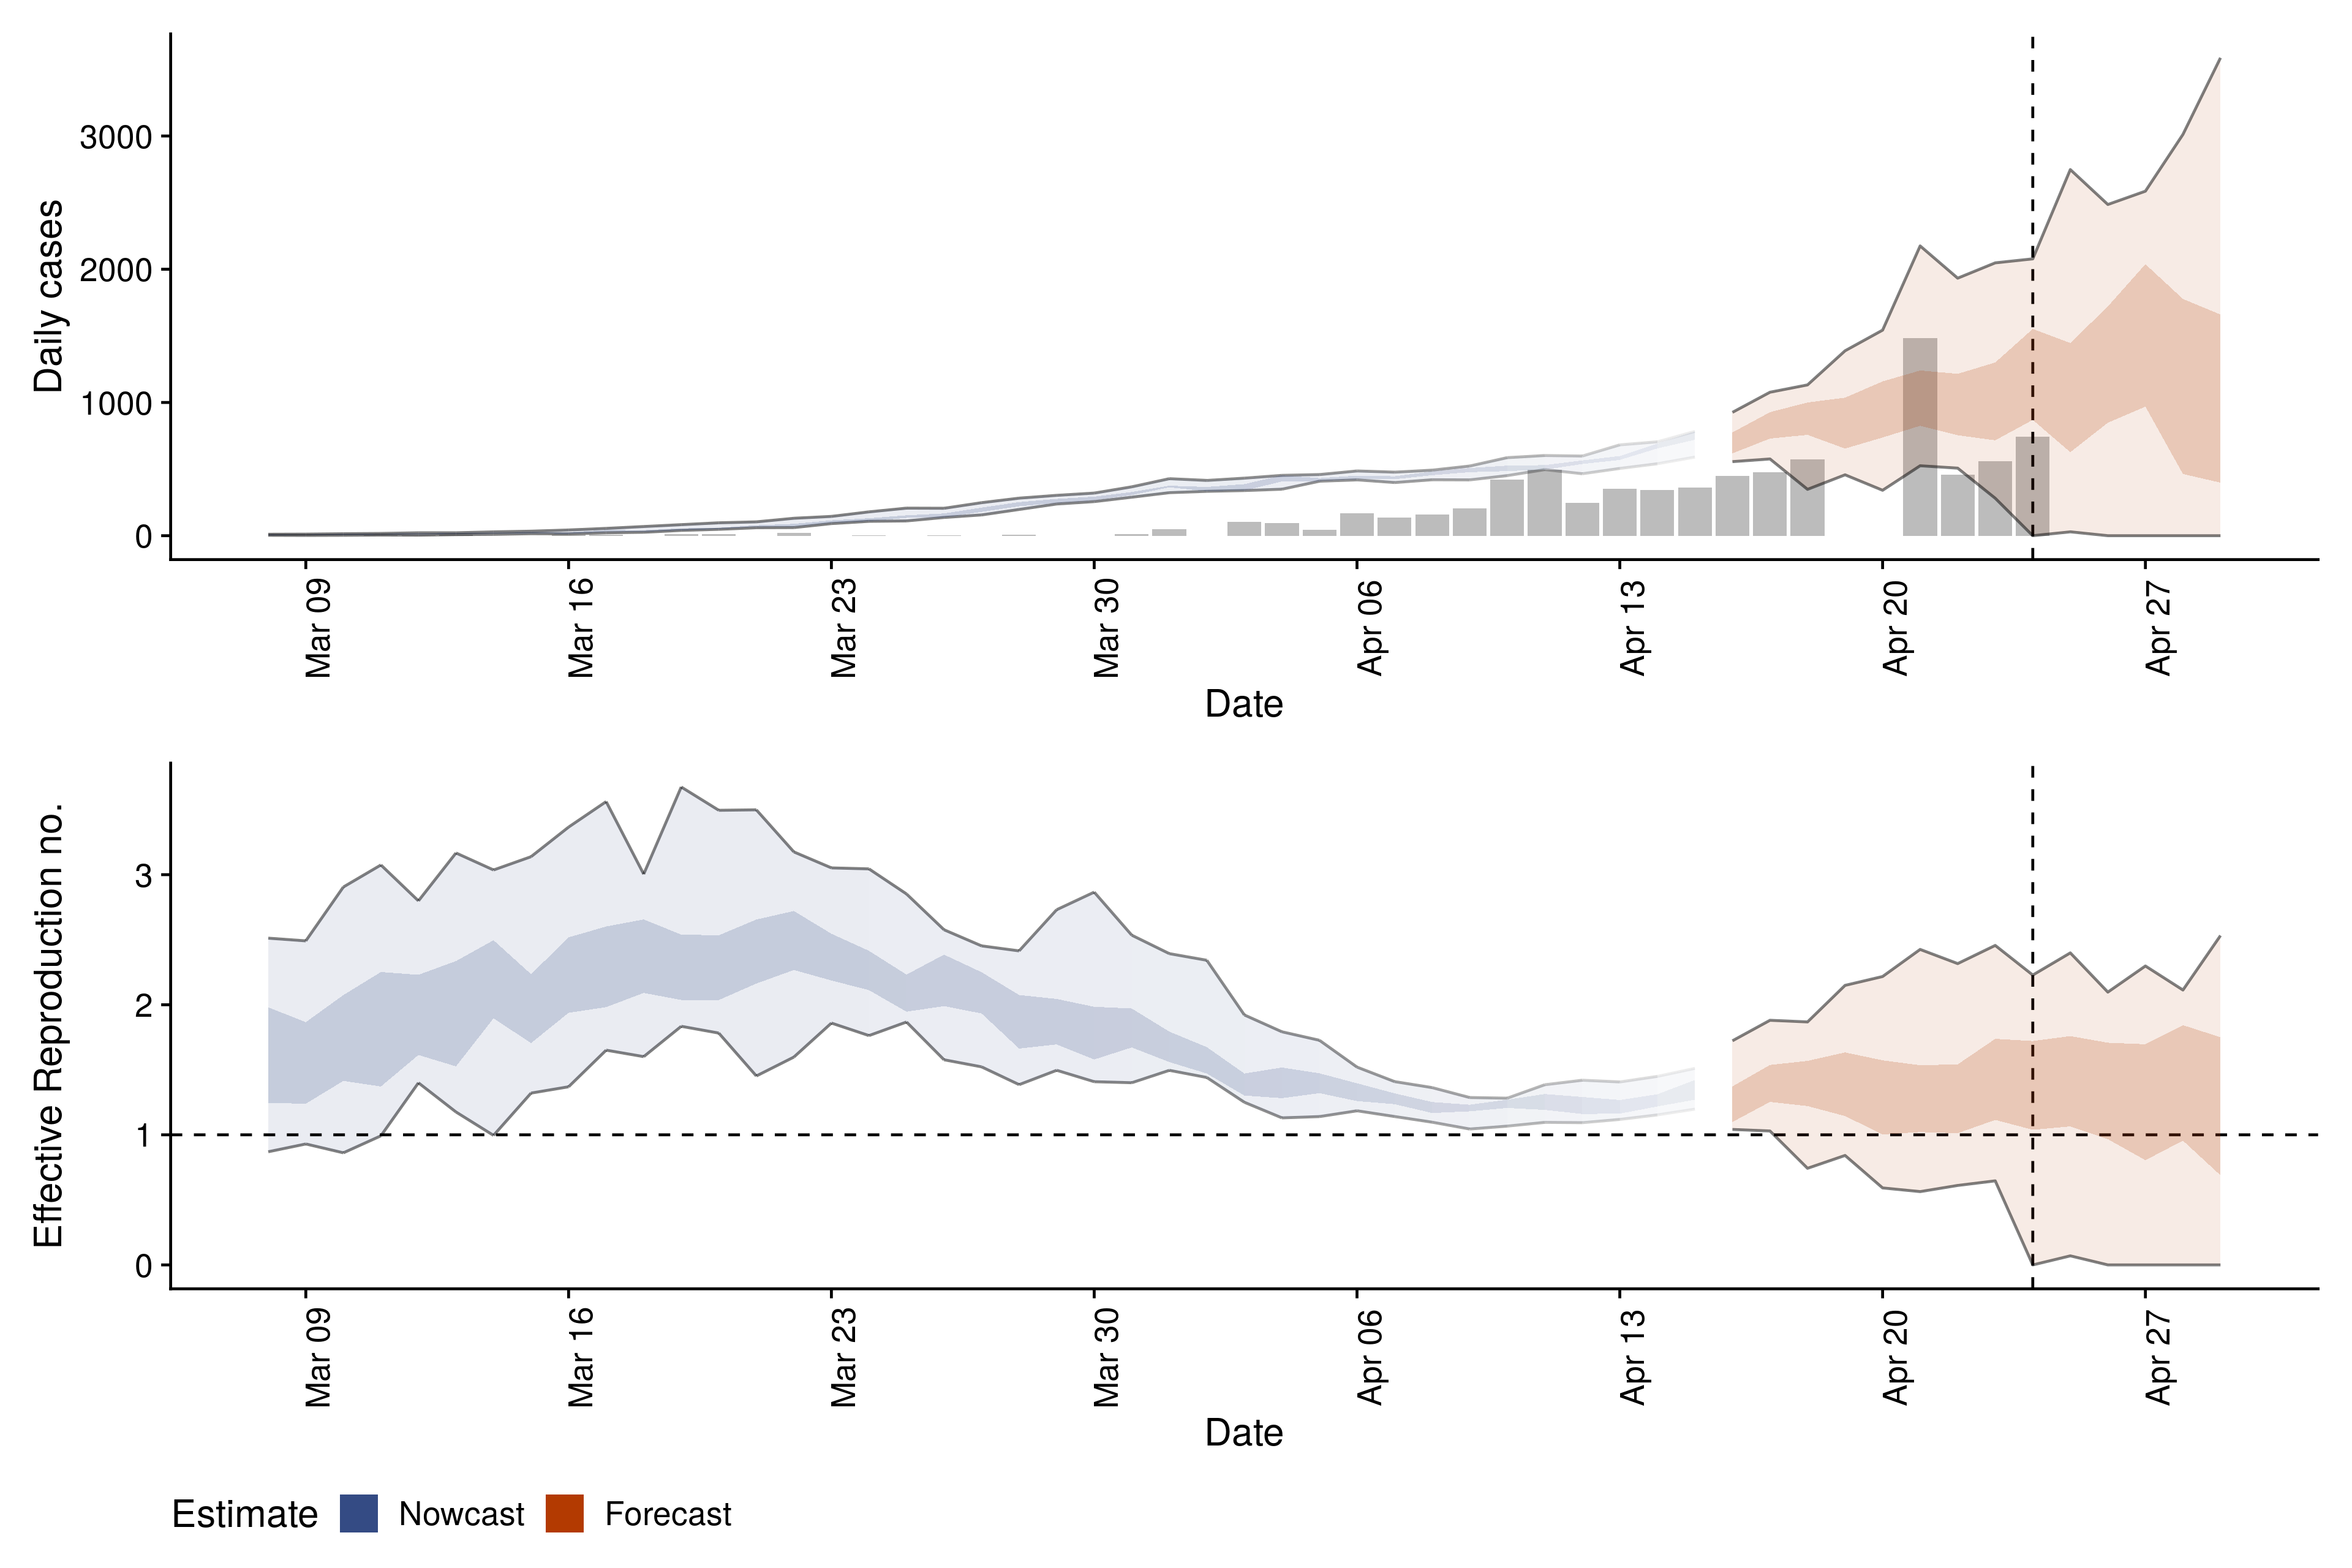 Daily cases
3000
2000
1000
0
Mar 09
Mar 16
Mar 23
Mar 30
Apr 06
Apr 13
Apr 20
Apr 27
Date
Effective Reproduction no.
3
2
1
0
Mar 09
Mar 16
Mar 23
Mar 30
Apr 06
Apr 13
Apr 20
Apr 27
Date
Estimate Nowcast Forecast